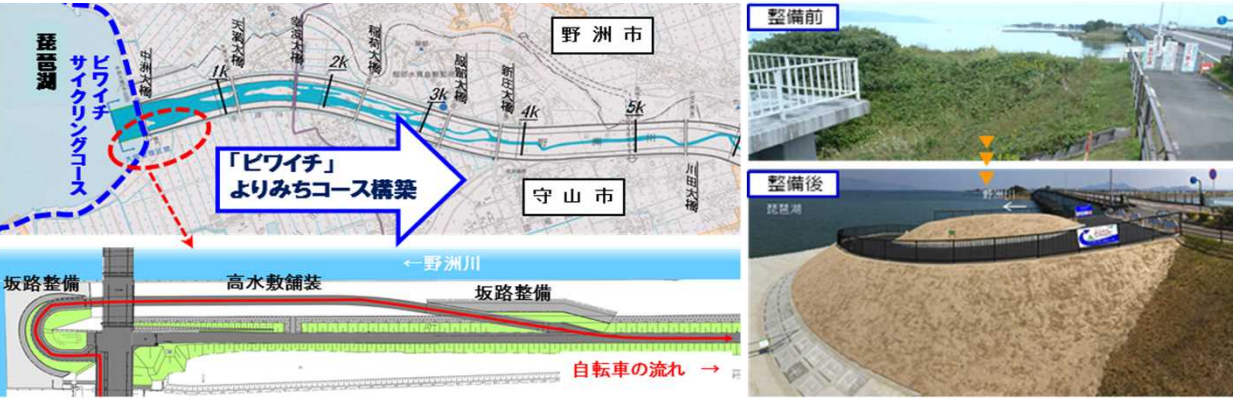 琵琶湖
ビワイチ
サイクリングコース
天満大橋
稲荷大橋
服部大橋
新庄大橋
川田大橋
野洲市
守山市
1k
2k
3k
4k
5k
「ビワイチ」
よりみちコース構築
←野洲川
坂路整備
高水敷舗装
坂路整備
自転車の流れ →
整備前
整備後
野洲川
←
琵琶湖